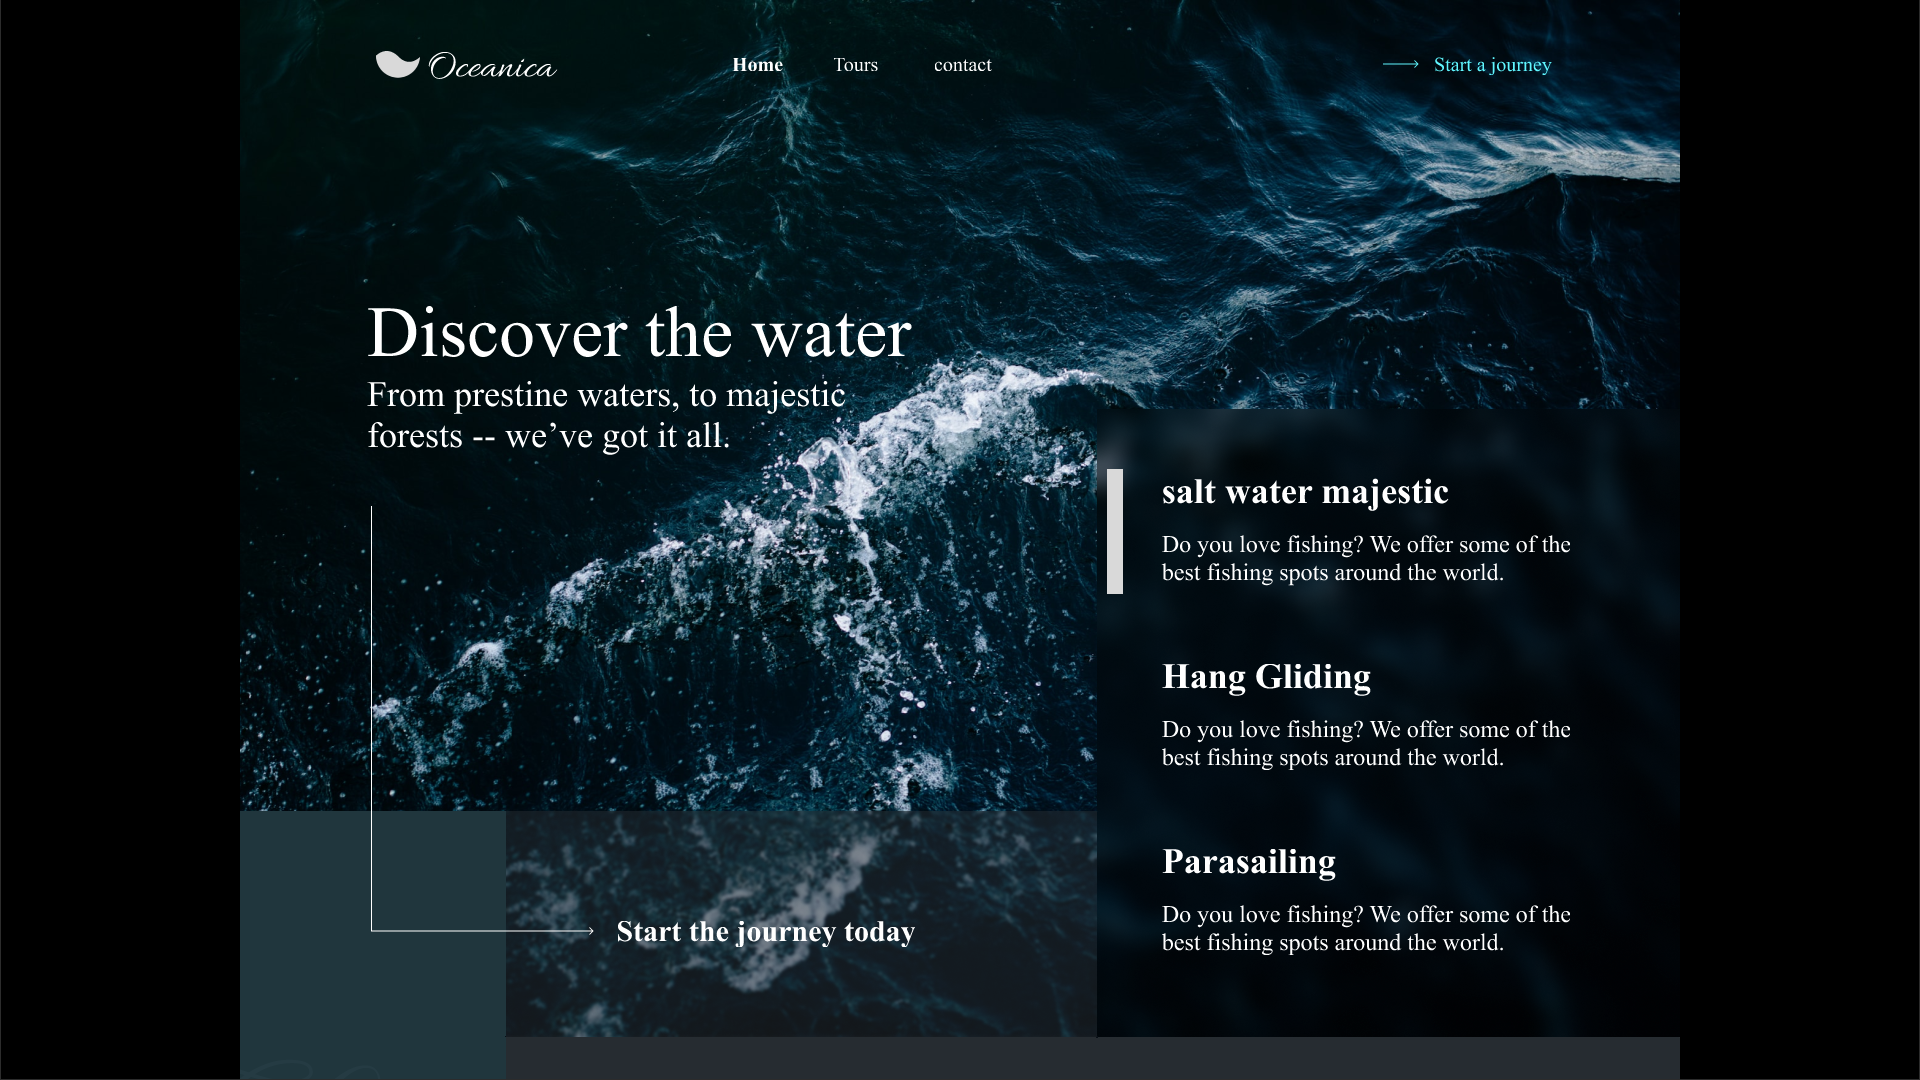 Oceanica
Home
Tours
contact
Start a journey
Discover the water
From prestine waters, to majestic
forests -- we’ve got it all.
salt water majestic
Do you love fishing? We offer some of the
best fishing spots around the world.
Hang Gliding
Do you love fishing? We offer some of the
best fishing spots around the world.
Parasailing
Do you love fishing? We offer some of the
best fishing spots around the world.
Start the journey today